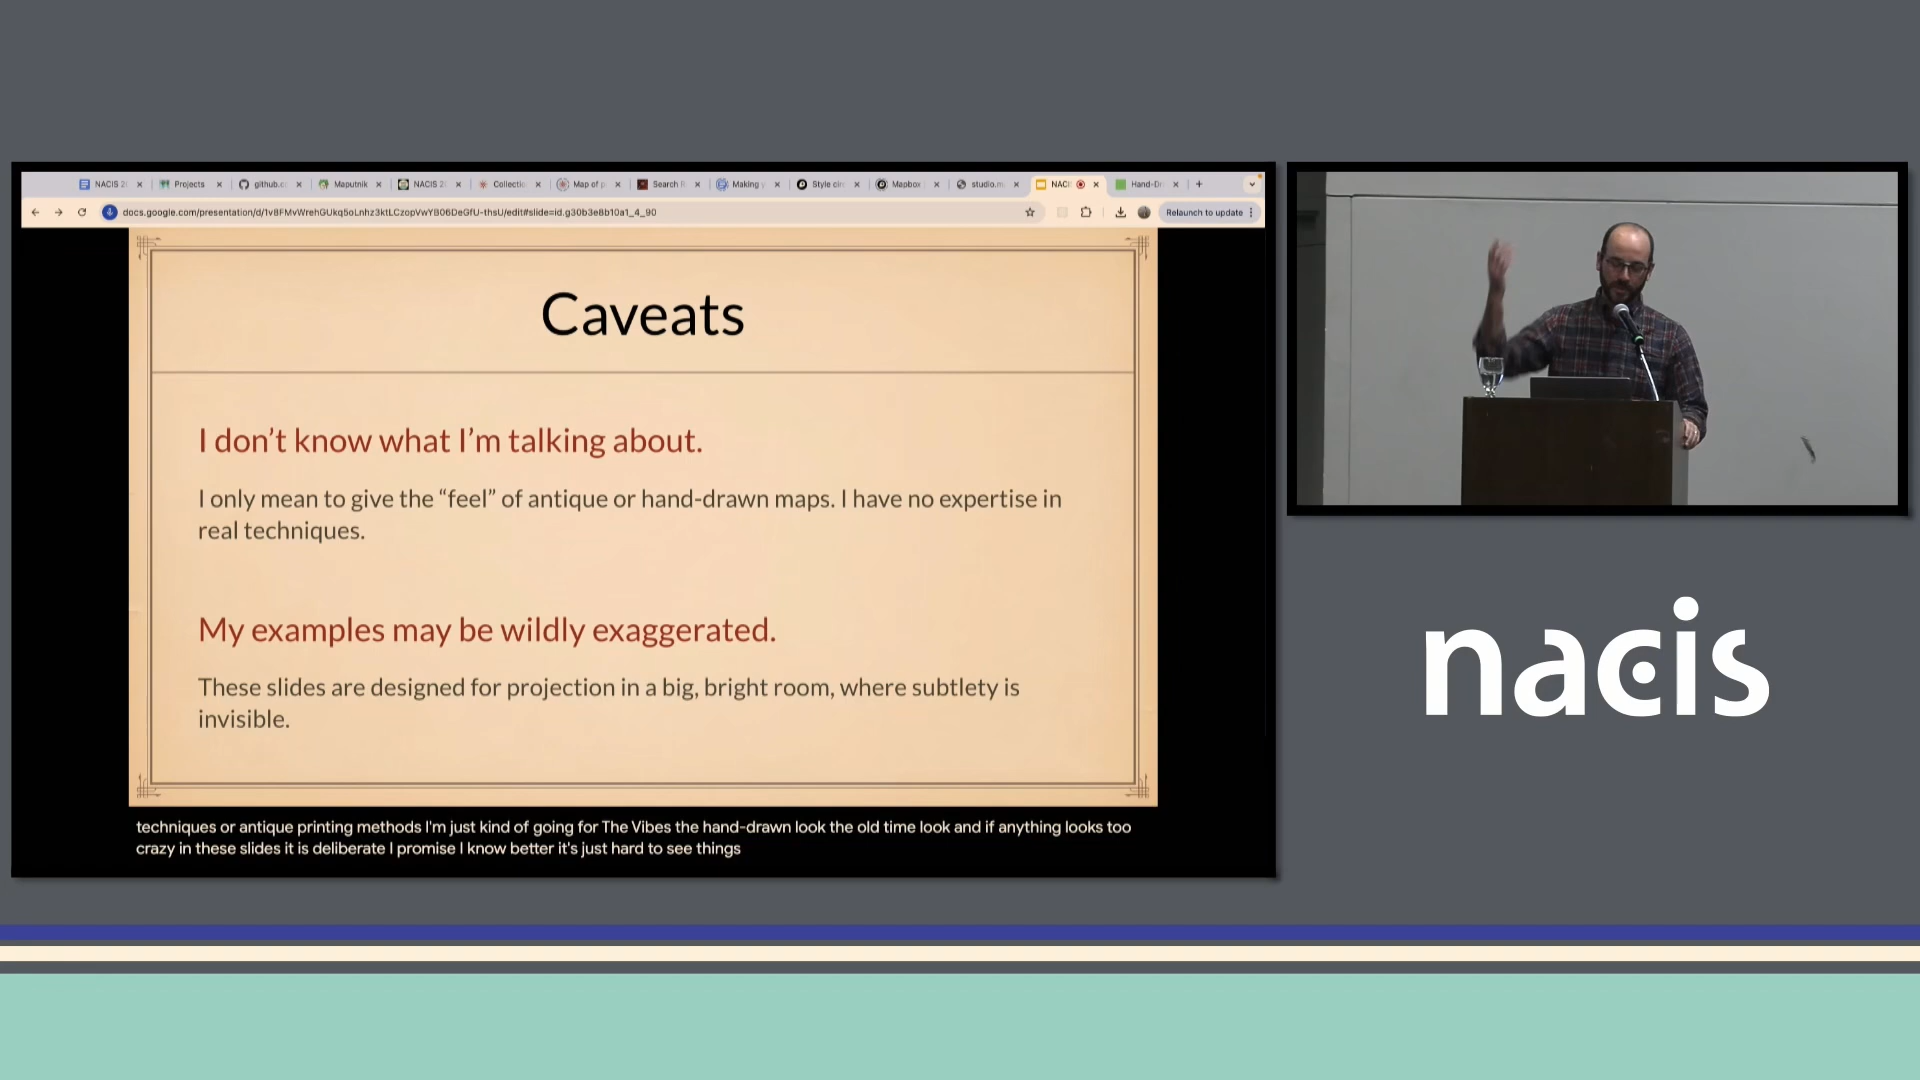 NACIS 2
Projects
github.c
Maputnik
NACIS 2
Collectio
Map of p
Search R
Making
Style circ
Mapbox
studio.m
NACI
Hand-Dr
docs.google.com/presentation/d/1v8FMvWrehGUkq5oLnhz3ktLCzopVwYB06DeGfU-thsU/edit#slide=id.g30b3e8b10a1_4_90
Relaunch to update
Caveats
I don’t know what I’m talking about.
I only mean to give the “feel” of antique or hand-drawn maps. I have no expertise in
real techniques.
My examples may be wildly exaggerated.
These slides are designed for projection in a big, bright room, where subtlety is
invisible.
techniques or antique printing methods I'm just kind of going for The Vibes the hand-drawn look the old time look and if anything looks too
crazy in these slides it is deliberate I promise I know better it's just hard to see things
nacis